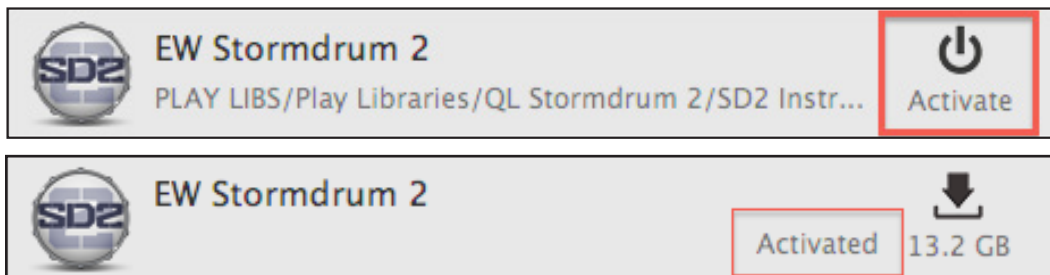 SD2
EW Stormdrum 2
PLAY LIBS/Play Libraries/QL Stormdrum 2/SD2 Instr...
Activate
SD2
EW Stormdrum 2
Activated
13.2 GB